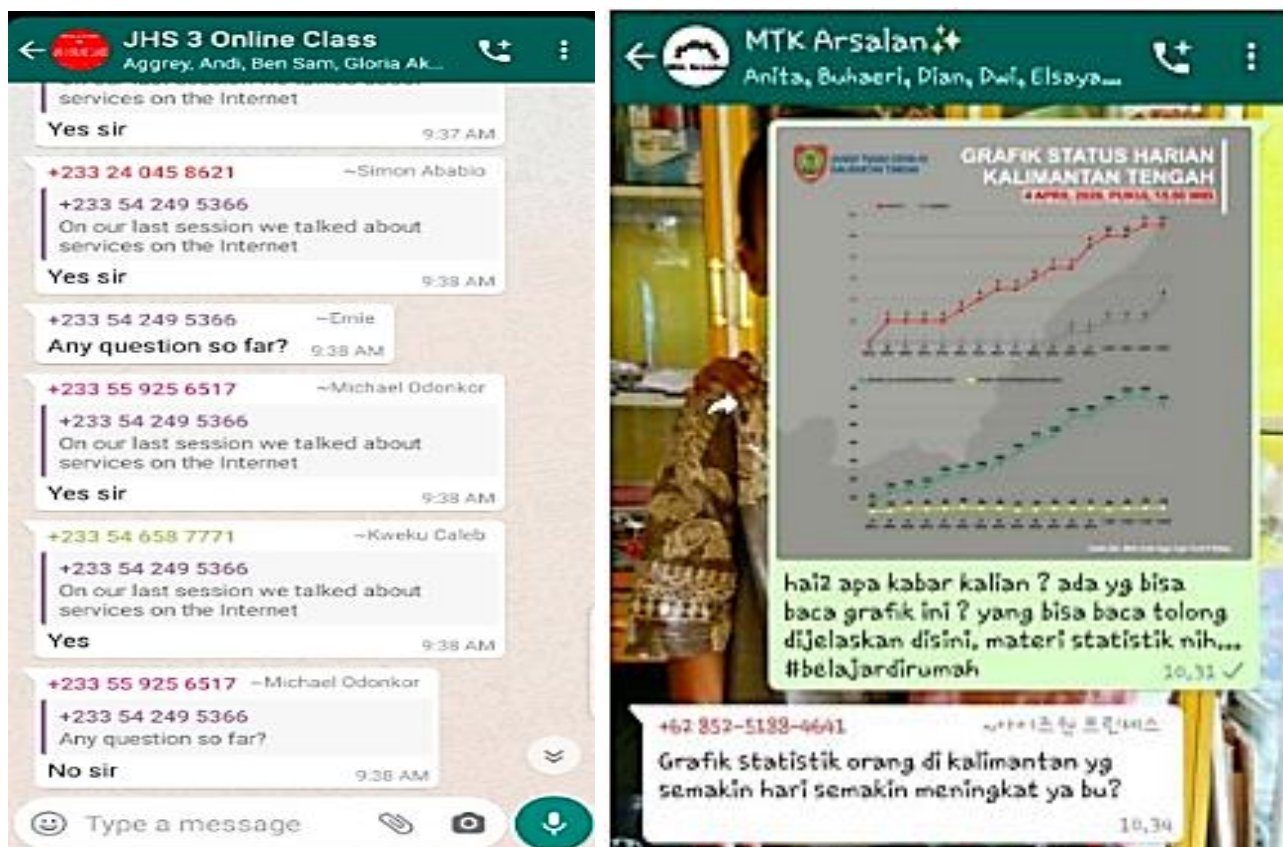 JHS 3 Online Class
Aggrey, Andi, Ben Sam, Gloria Ak...
services on the Internet
Yes sir
9:37 AM
+233 24 045 8621 ~Simon Ababio
+233 54 249 5366
On our last session we talked about
services on the Internet
Yes sir
9:38 AM
+233 54 249 5366 ~Ernie
Any question so far? 9:38 AM
+233 55 925 6517 ~Michael Odonkor
+233 54 249 5366
On our last session we talked about
services on the Internet
Yes sir
9:38 AM
+233 54 658 7771 ~Kweku Caleb
+233 54 249 5366
On our last session we talked about
services on the Internet
Yes
9:38 AM
+233 55 925 6517 ~Michael Odonkor
+233 54 249 5366
Any question so far?
No sir
9:38 AM
Type a message
MTK Arsalan✨
Anita, Buhaeri, Dian, Dwi, Elsaya...
GRAFIK STATUS HARIAN
KALIMANTAN TENGAH
hai2 apa kabar kalian ? ada yg bisa
baca grafik ini ? yang bisa baca tolong
dijelaskan disini, materi statistik nih...
#belajardirumah
10.31
+62 852-5188-4641
Grafik statistik orang di kalimantan yg
semakin hari semakin meningkat ya bu?
10.34